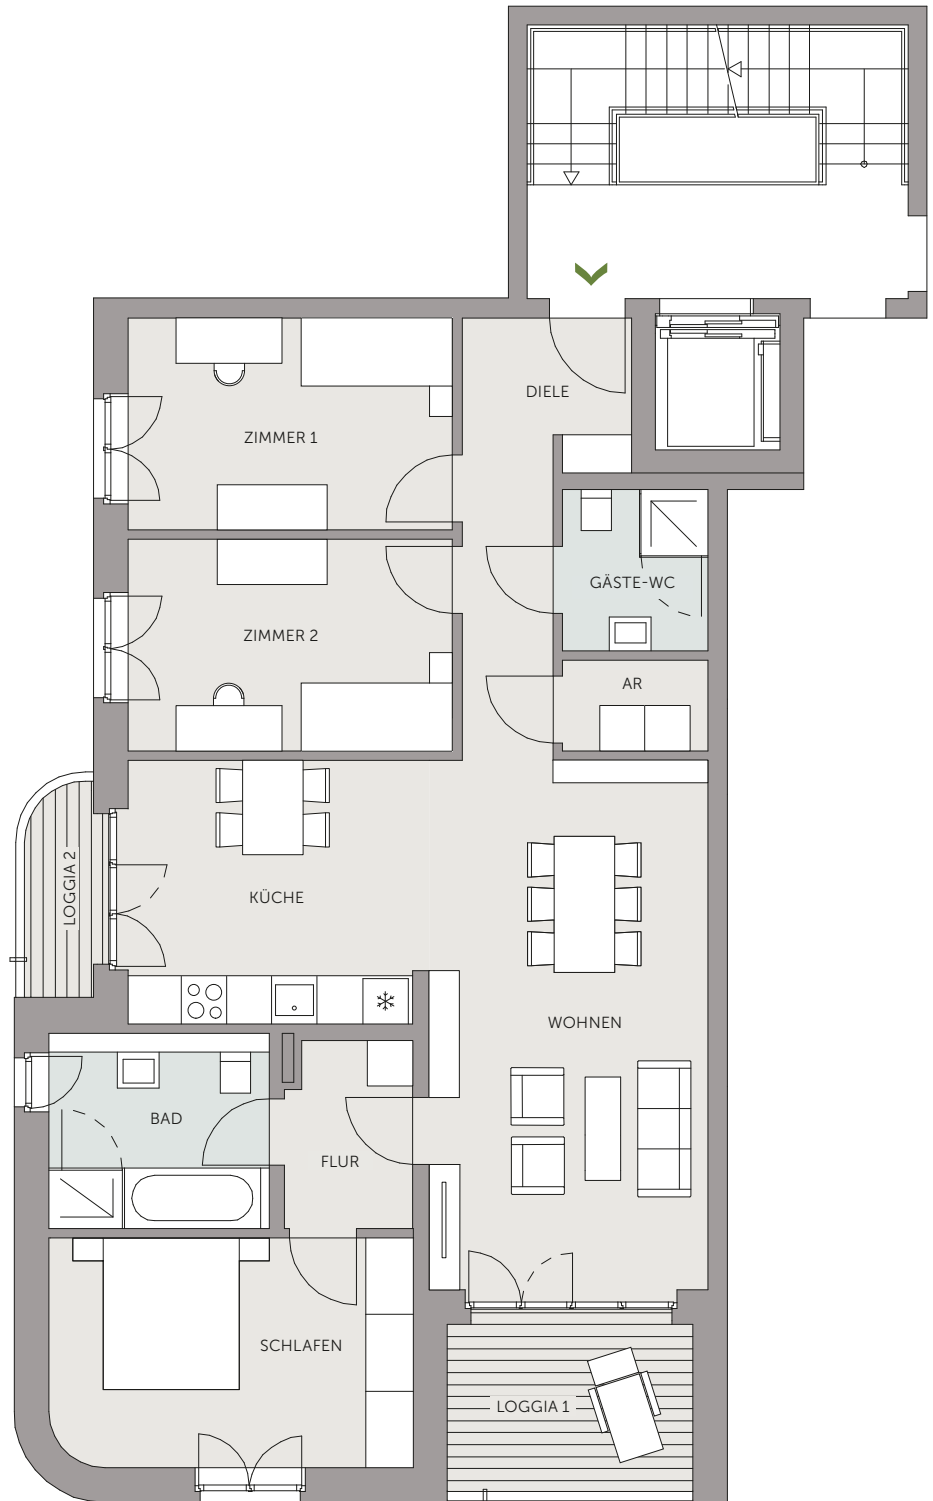 DIELE
ZIMMER 1
GÄSTE-WC
ZIMMER 2
AR
LOGGIA 2
KÜCHE
WOHNEN
BAD
FLUR
SCHLAFEN
LOGGIA 1